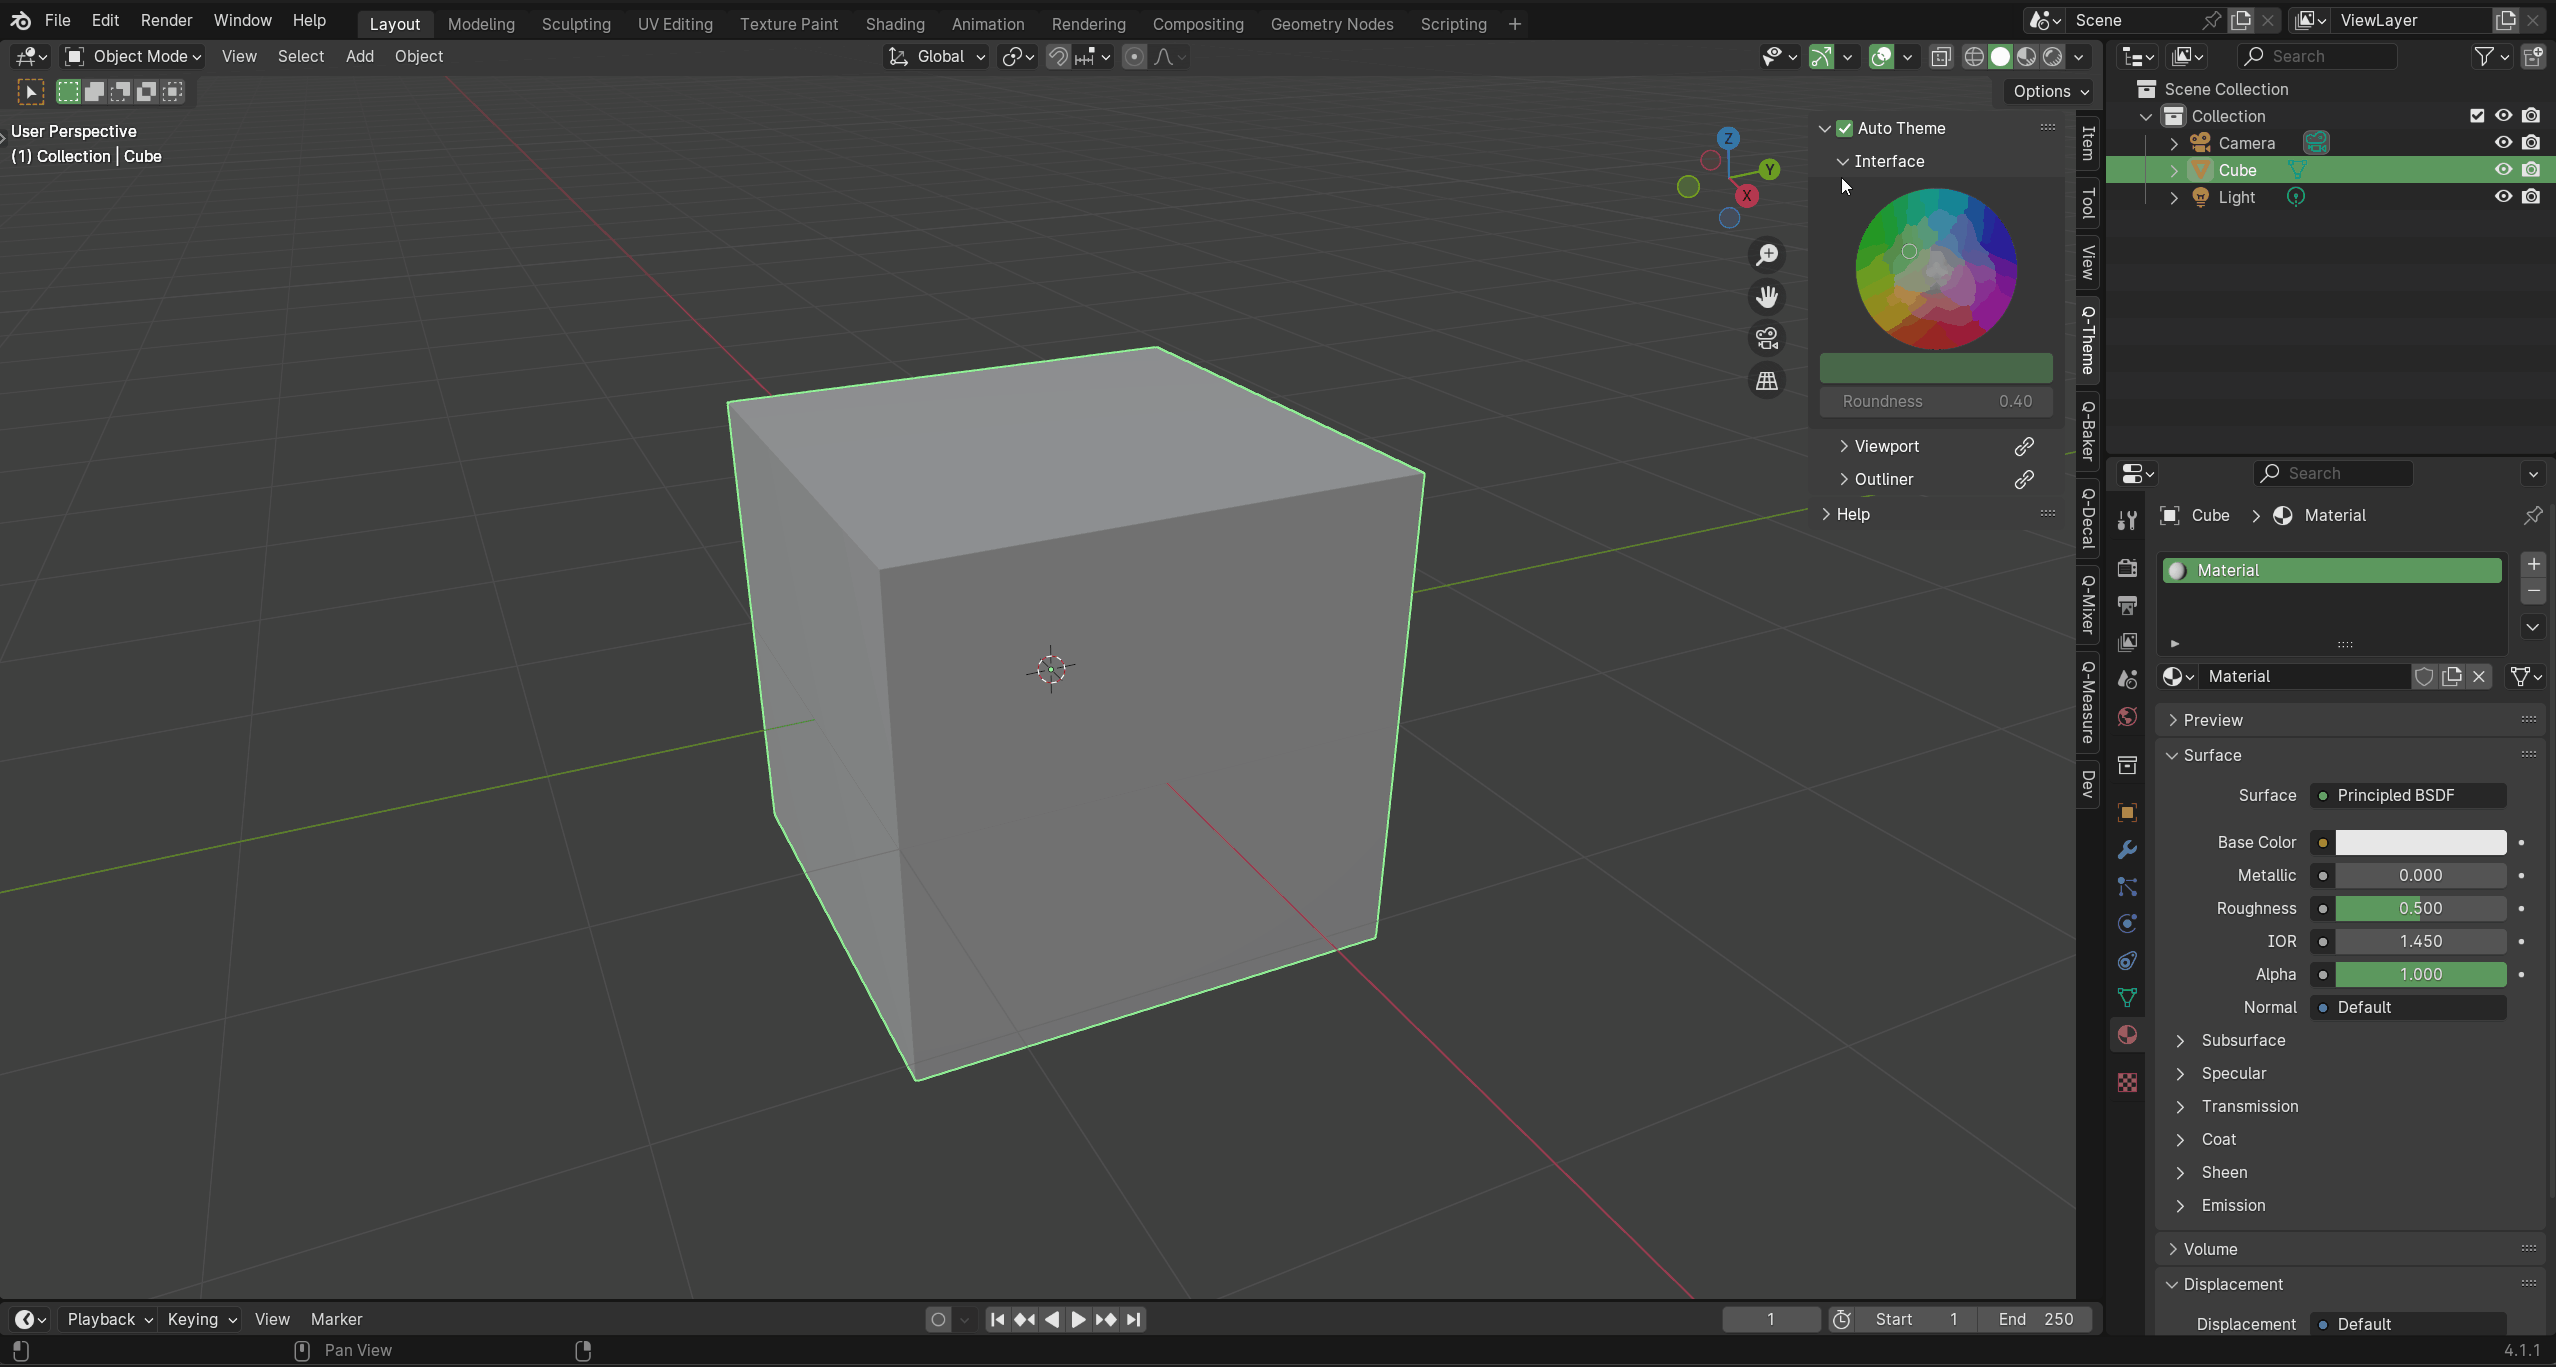 File Edit Render Window Help
Layout Modeling Sculpting UV Editing Texture Paint Shading Animation Rendering Compositing Geometry Nodes Scripting +
Scene
ViewLayer
Object Mode View Select Add Object
Global
Search
Options
User Perspective
(1) Collection | Cube
Z
Y
X
Auto Theme
Interface
Roundness 0.40
Viewport
Outliner
Help
Item
Tool
View
Q-Theme
Q-Baker
Q-Decal
Q-Mixer
Q-Measure
Dev
Scene Collection
Collection
Camera
Cube
Light
Search
Cube > Material
Material
Material
Preview
Surface
Surface Principled BSDF
Base Color
Metallic 0.000
Roughness 0.500
IOR 1.450
Alpha 1.000
Normal Default
Subsurface
Specular
Transmission
Coat
Sheen
Emission
Volume
Displacement
Displacement Default
Playback Keying View Marker
1
Start 1
End 250
Pan View
4.1.1